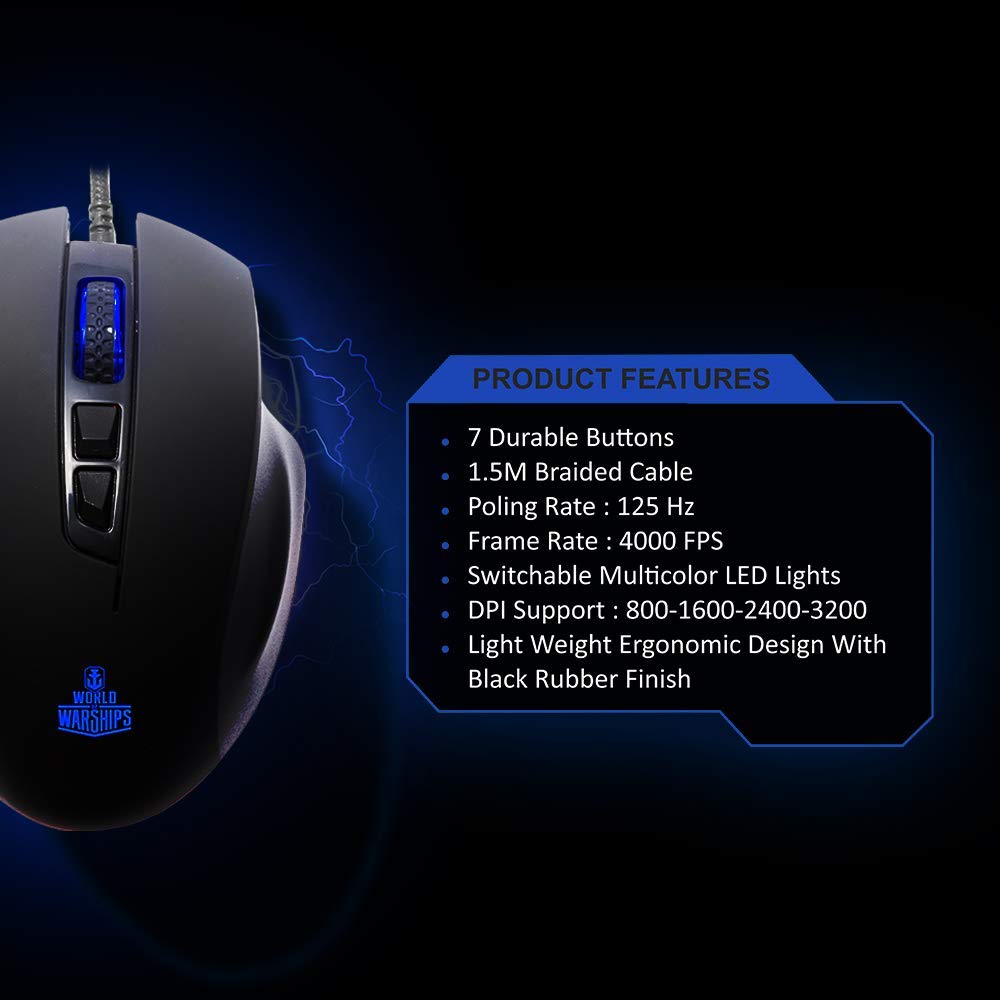 PRODUCT FEATURES
• 7 Durable Buttons
• 1.5M Braided Cable
• Poling Rate : 125 Hz
• Frame Rate : 4000 FPS
• Switchable Multicolor LED Lights
• DPI Support : 800-1600-2400-3200
• Light Weight Ergonomic Design With
Black Rubber Finish
WORLD
OF
WARSHIPS